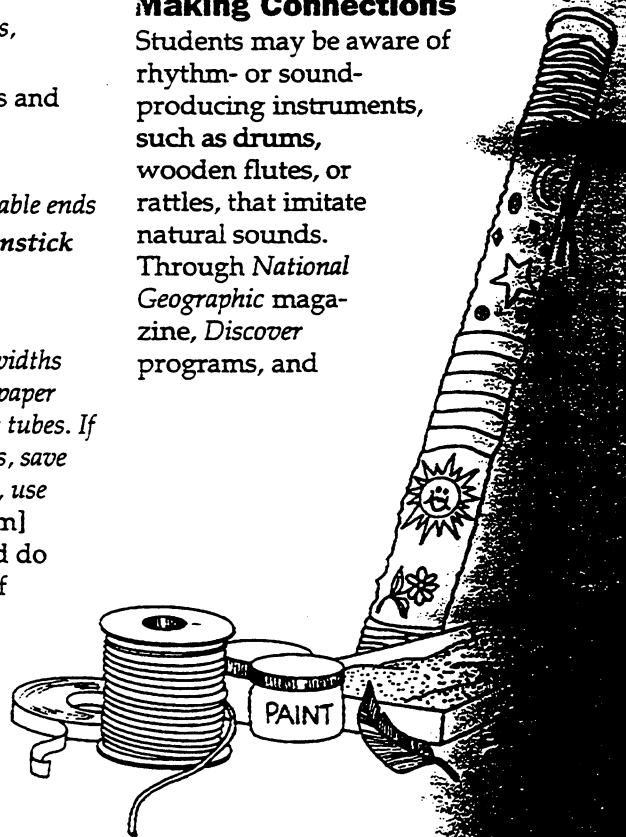 s,
s and
able ends
nstick
widths
paper
tubes. If
s, save
, use
m]
d do
f
Making Connections
Students may be aware of
rhythm- or sound-
producing instruments,
such as drums,
wooden flutes, or
rattles, that imitate
natural sounds.
Through National
Geographic maga-
zine, Discover
programs, and
PAINT